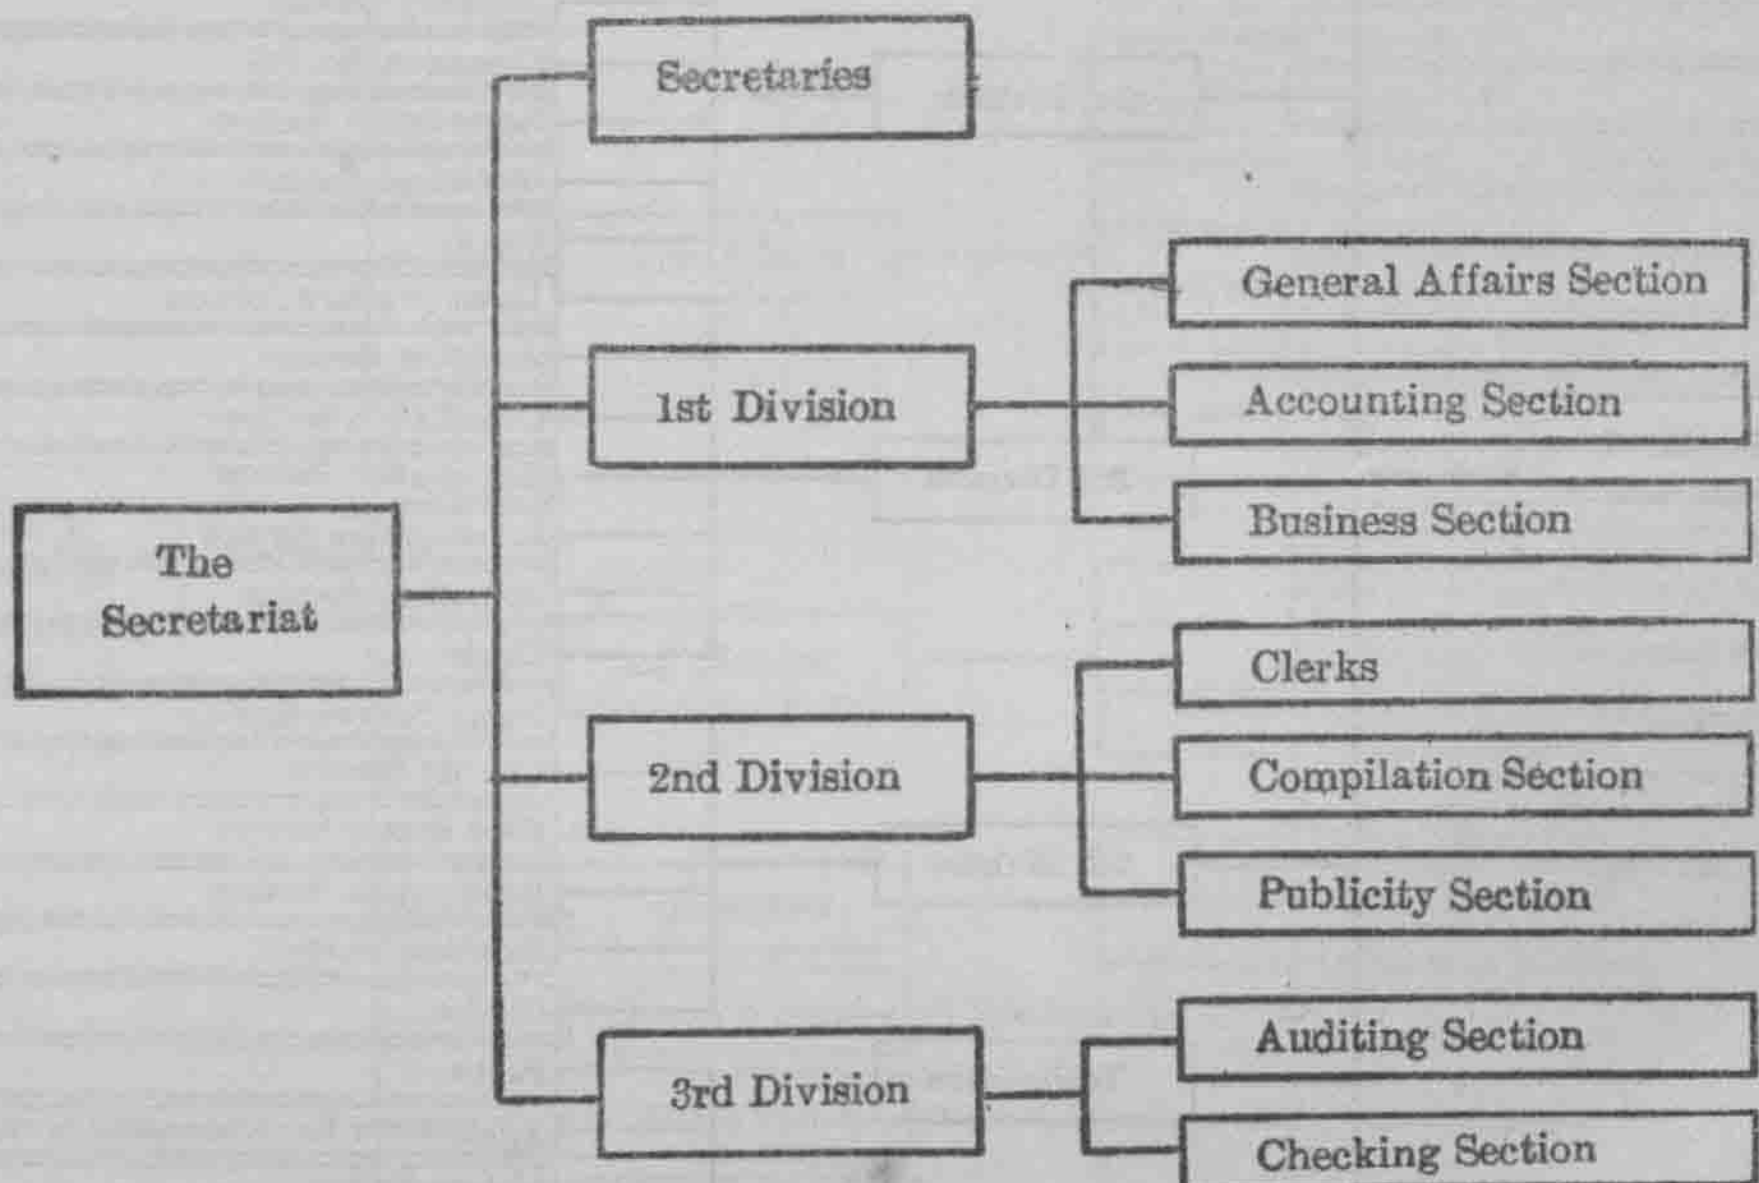 Secretaries
General Affairs Section
1st Division
Accounting Section
Business Section
The
Secretariat
Clerks
2nd Division
Compilation Section
Publicity Section
Auditing Section
3rd Division
Checking Section